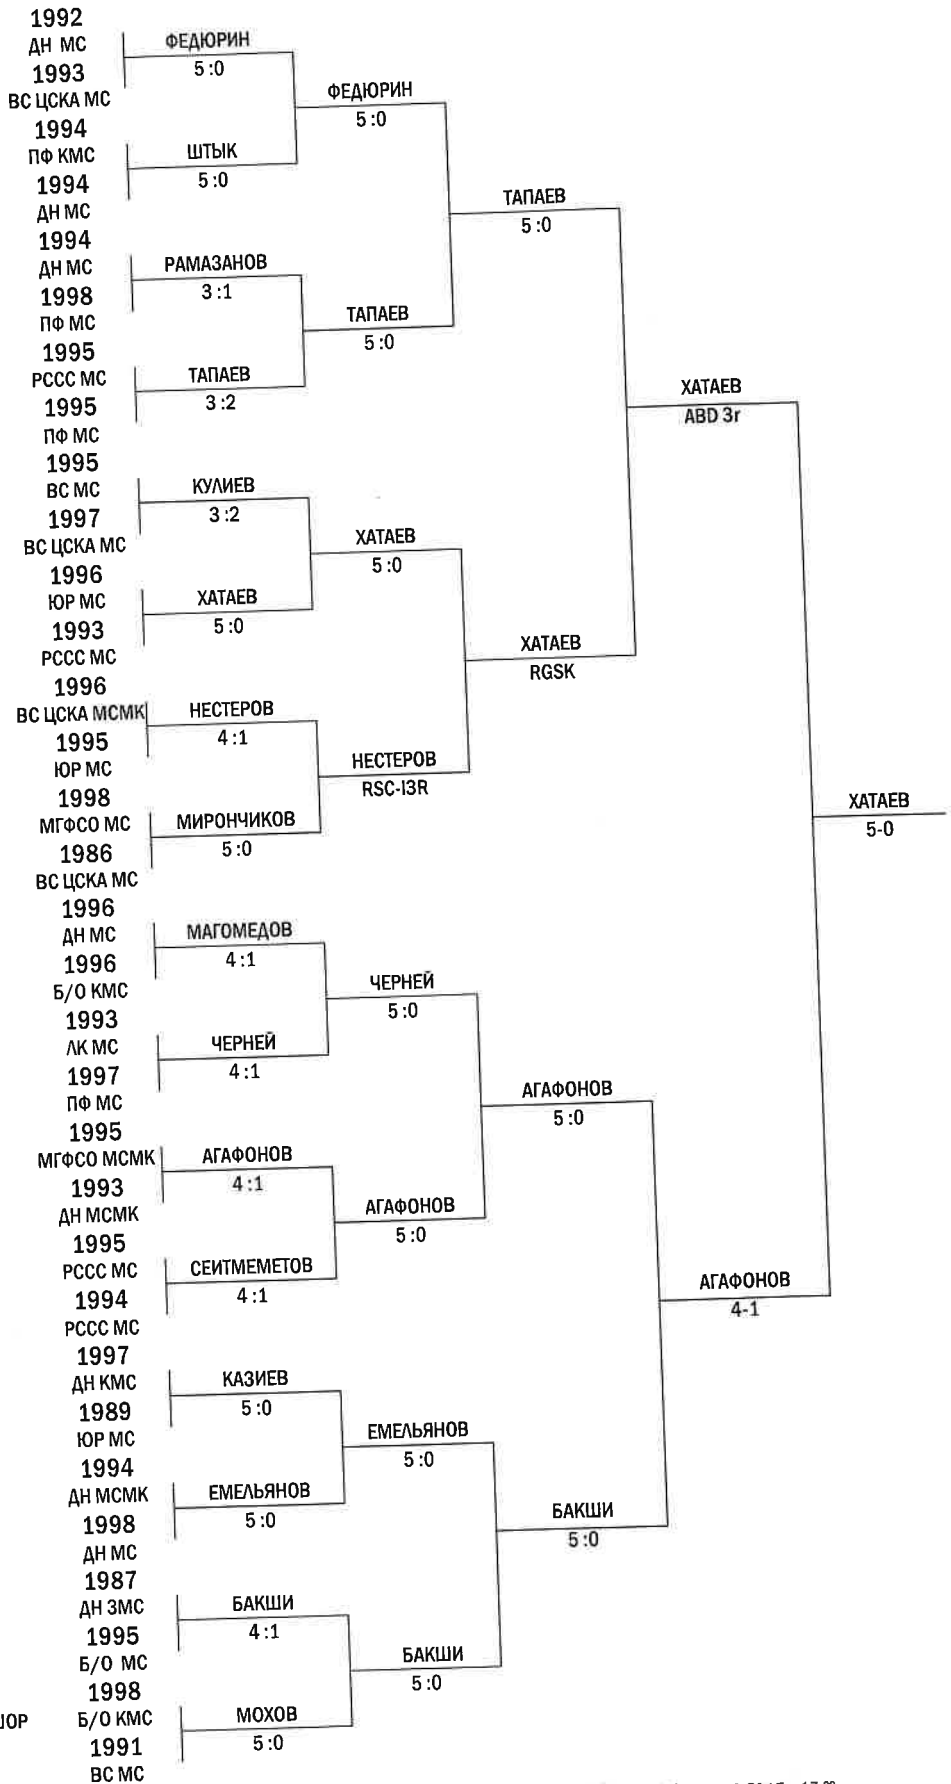 1992
ДН МС
1993
ВС ЦСКА МС
1994
ПФ КМС
1994
ДН МС
1994
ДН МС
1998
ПФ МС
1995
РССС МС
1995
ПФ МС
1995
ВС МС
1997
ВС ЦСКА МС
1996
ЮР МС
1993
РССС МС
1996
ВС ЦСКА МСМК
1995
ЮР МС
1998
МГФСО МС
1986
ВС ЦСКА МС
1996
ДН МС
1996
Б/О КМС
1993
ЛК МС
1997
ПФ МС
1995
МГФСО МСМК
1993
ДН МСМК
1995
РССС МС
1994
РССС МС
1997
ДН КМС
1989
ЮР МС
1994
ДН МСМК
1998
ДН МС
1987
ДН ЗМС
1995
Б/О МС
1998
Б/О КМС
1991
ВС МС
ФЕДЮРИН
5:0
ШТЫК
5:0
РАМАЗАНОВ
3:1
ТАПАЕВ
3:2
КУЛИЕВ
3:2
ХАТАЕВ
5:0
НЕСТЕРОВ
4:1
МИРОНЧИКОВ
5:0
МАГОМЕДОВ
4:1
ЧЕРНЕЙ
4:1
АГАФОНОВ
4:1
СЕИТМЕМЕТОВ
4:1
КАЗИЕВ
5:0
ЕМЕЛЬЯНОВ
5:0
БАКШИ
4:1
МОХОВ
5:0
ФЕДЮРИН
5:0
ТАПАЕВ
5:0
ХАТАЕВ
5:0
НЕСТЕРОВ
RSC-I3R
ЧЕРНЕЙ
5:0
АГАФОНОВ
5:0
ЕМЕЛЬЯНОВ
5:0
БАКШИ
5:0
ТАПАЕВ
5:0
ХАТАЕВ
RGSK
АГАФОНОВ
5:0
БАКШИ
5:0
ХАТАЕВ
ABD 3r
АГАФОНОВ
4-1
ХАТАЕВ
5-0